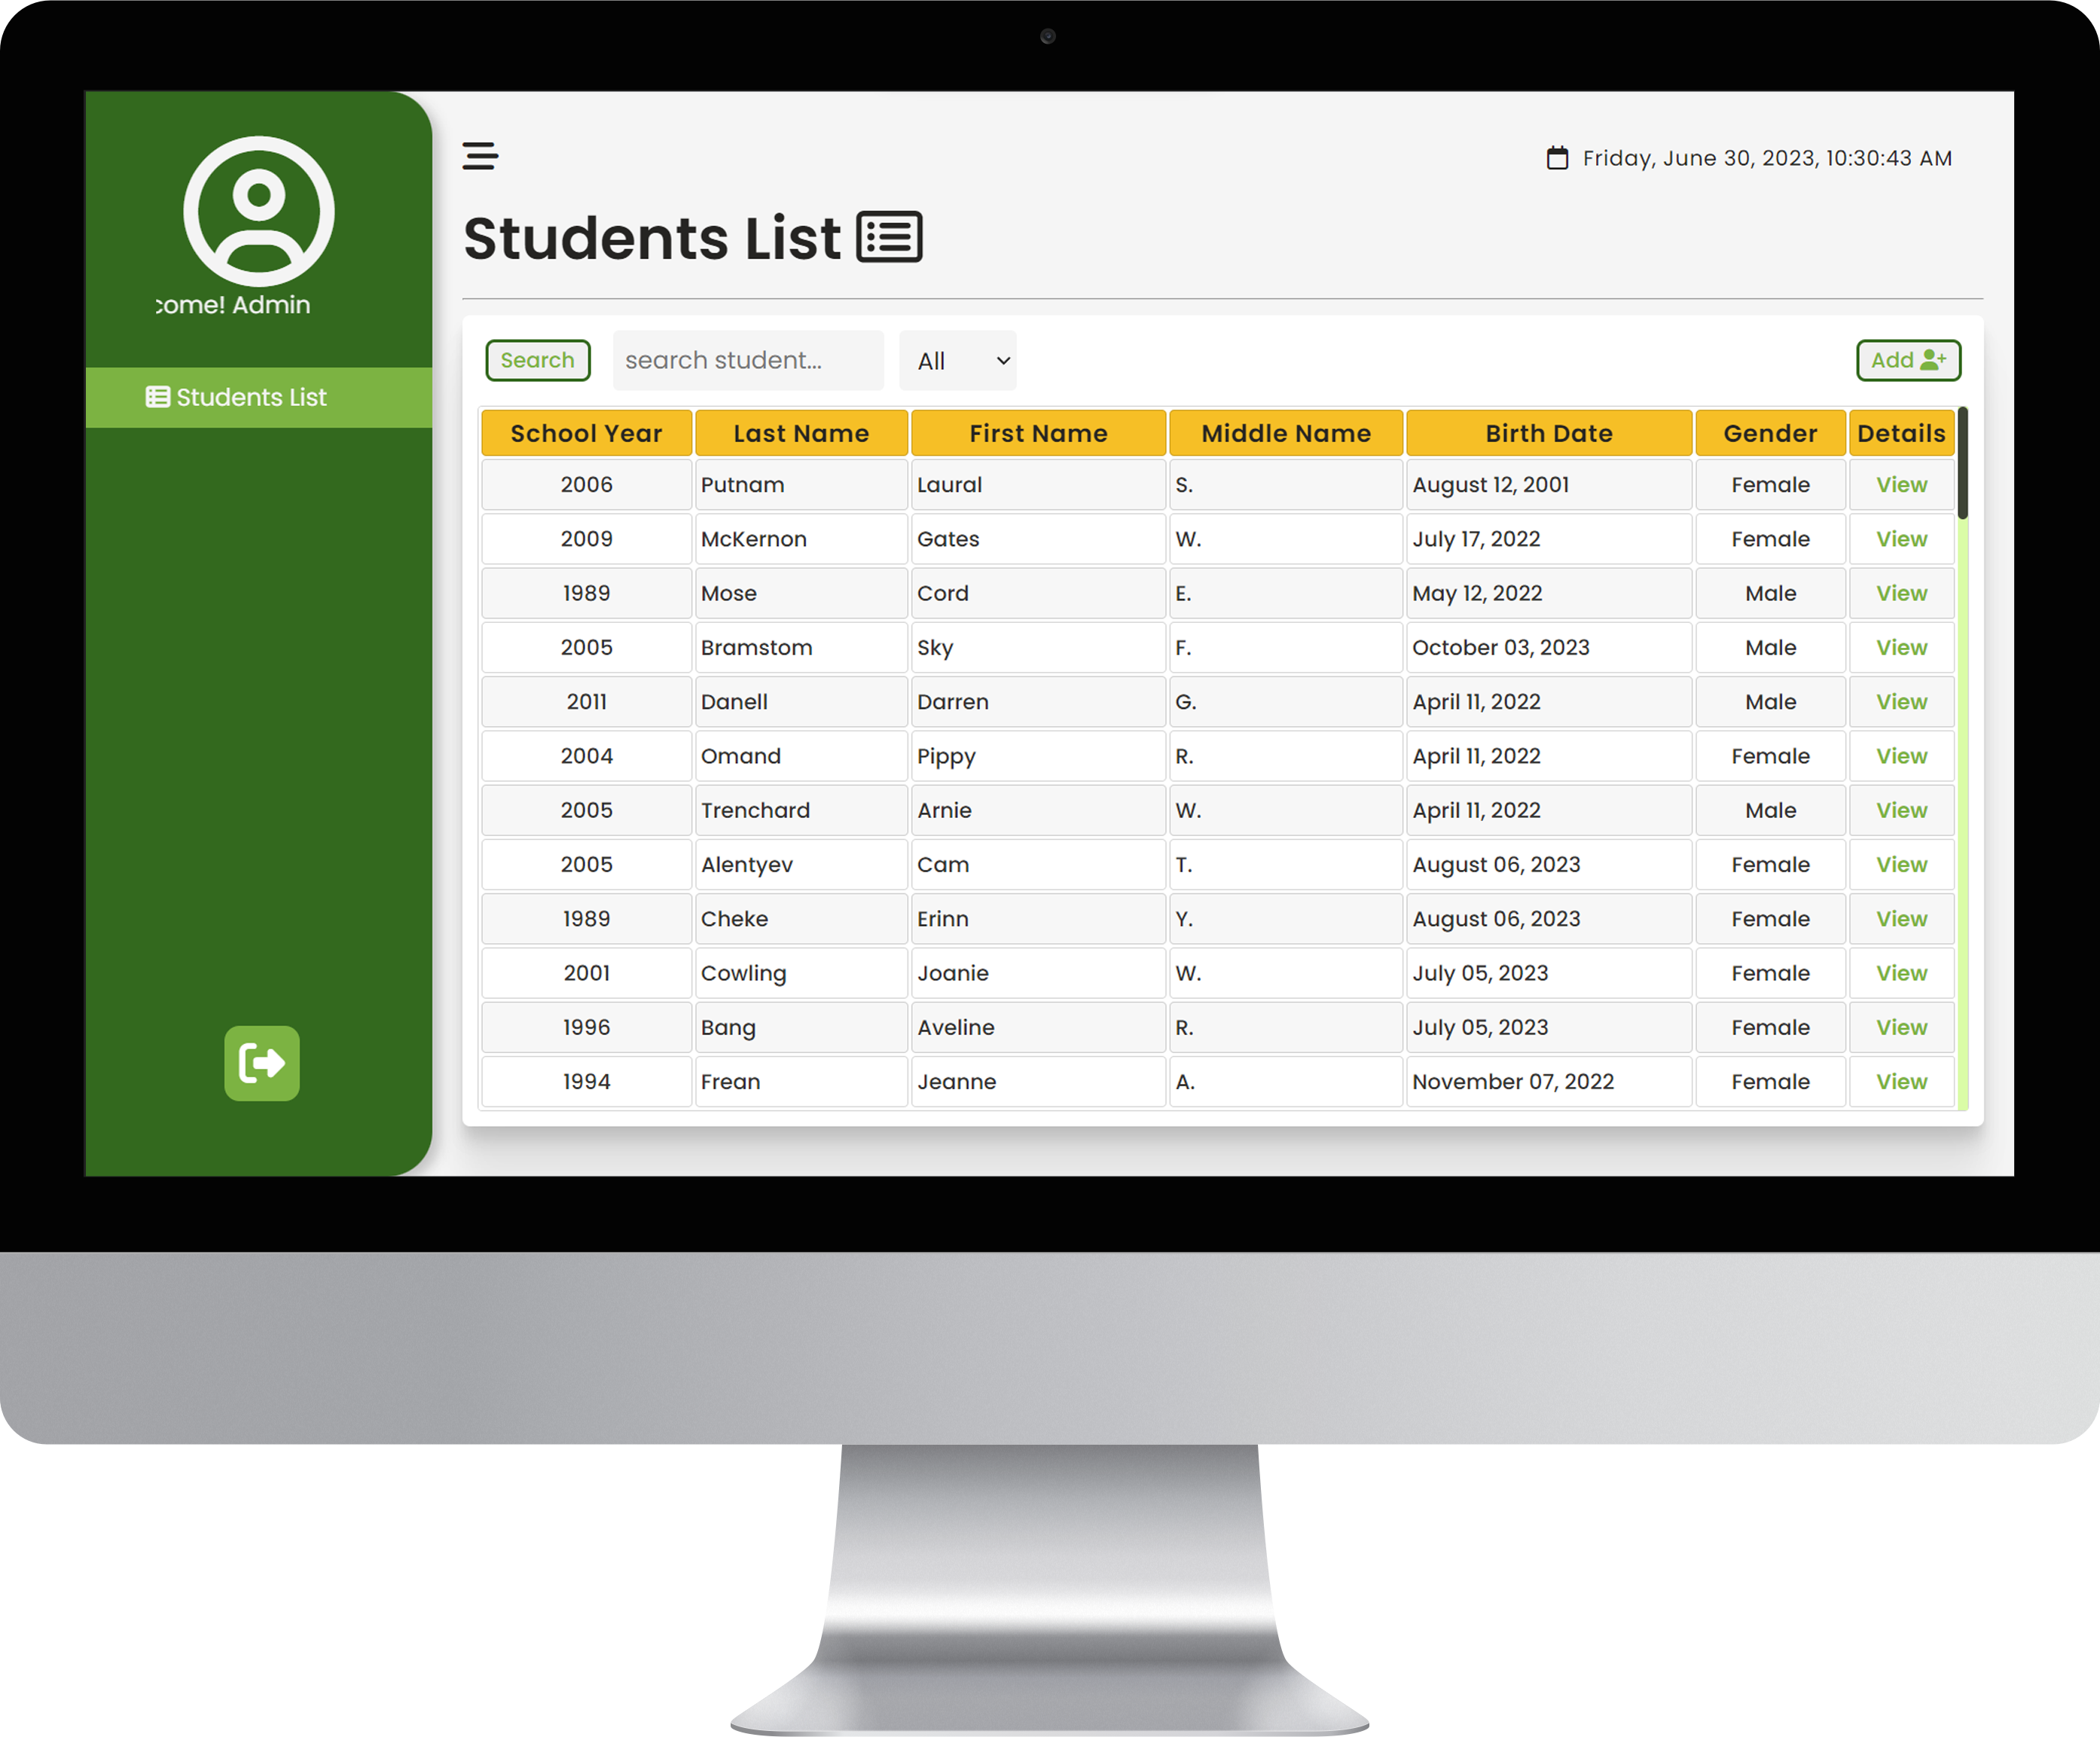 come! Admin
Students List
Friday, June 30, 2023, 10:30:43 AM
Students List
Search search student... All Add
School Year Last Name First Name Middle Name Birth Date Gender Details
2006 Putnam Laural S. August 12, 2001 Female View
2009 McKernon Gates W. July 17, 2022 Female View
1989 Mose Cord E. May 12, 2022 Male View
2005 Bramstom Sky F. October 03, 2023 Male View
2011 Danell Darren G. April 11, 2022 Male View
2004 Omand Pippy R. April 11, 2022 Female View
2005 Trenchard Arnie W. April 11, 2022 Male View
2005 Alentyev Cam T. August 06, 2023 Female View
1989 Cheke Erinn Y. August 06, 2023 Female View
2001 Cowling Joanie W. July 05, 2023 Female View
1996 Bang Aveline R. July 05, 2023 Female View
1994 Frean Jeanne A. November 07, 2022 Female View